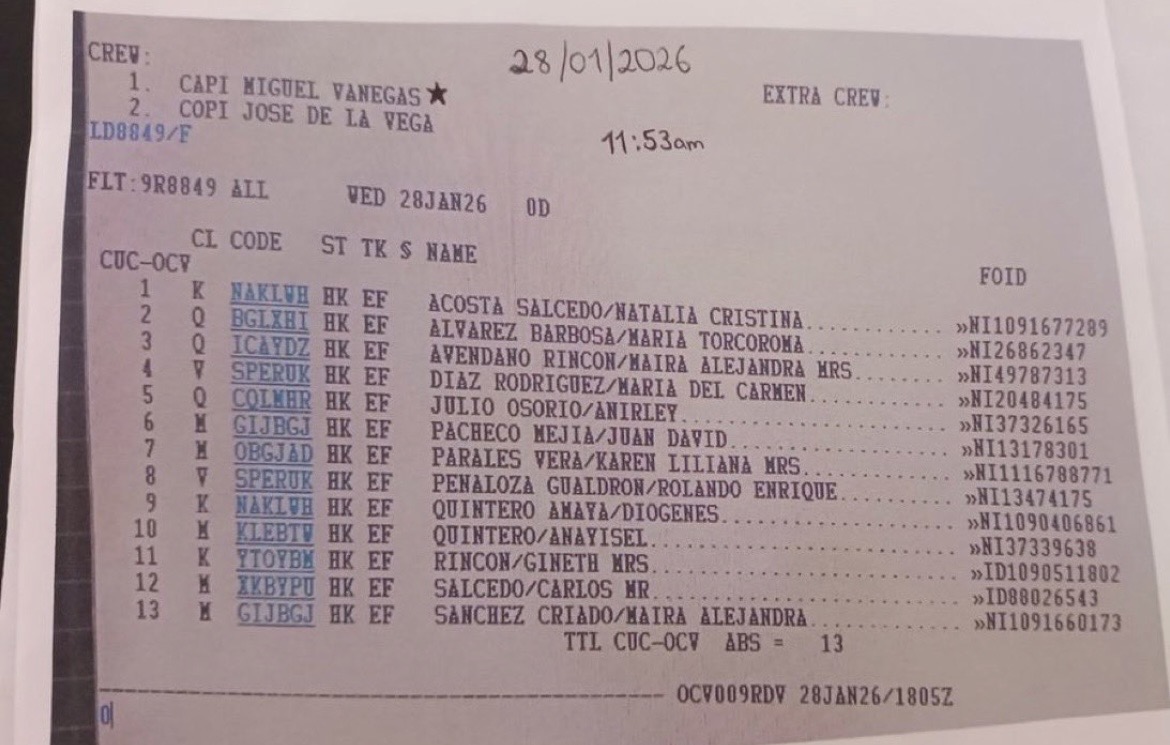 CREW:
28/01/2026
1. CAPI MIGUEL VANEGAS★
EXTRA CREW:
2. COPI JOSE DE LA VEGA
LD8849/F
11:53am
FLT:9R8849 ALL WED 28JAN26 0D
CL CODE ST TK S NAME FOID
CUC-OCV
1 K NAKLWH HK EF ACOSTA SALCEDO/NATALIA CRISTINA............ »NI1091677289
2 Q BGLXHI HK EF ALVAREZ BARBOSA/MARIA TORCOROMA............ »NI26862347
3 Q ICAYDZ HK EF AVENDANO RINCON/MAIRA ALEJANDRA MRS........ »NI49787313
4 V SPERUK HK EF DIAZ RODRIGUEZ/MARIA DEL CARMEN............ »NI20484175
5 Q CQLMHR HK EF JULIO OSORIO/ANIRLEY....................... »NI37326165
6 M GIJBGJ HK EF PACHECO MEJIA/JUAN DAVID................... »NI13178301
7 M OBGJAD HK EF PARALES VERA/KAREN LILIANA MRS............. »NI1116788771
8 V SPERUK HK EF PENALOZA GUALDRON/ROLANDO ENRIQUE.......... »NI13474175
9 K NAKLWH HK EF QUINTERO AMAYA/DIOGENES.................... »NI1090406861
10 M KLEBTW HK EF QUINTERO/ANAYISEL.......................... »NI37339638
11 K YTOYBM HK EF RINCON/GINETH MRS.......................... »ID1090511802
12 M XKBYPU HK EF SALCEDO/CARLOS MR.......................... »ID88026543
13 M GIJBGJ HK EF SANCHEZ CRIADO/MAIRA ALEJANDRA............. »NI1091660173
TTL CUC-OCV ABS = 13
---------------------------------------------------- OCV009RDV 28JAN26/1805Z
0